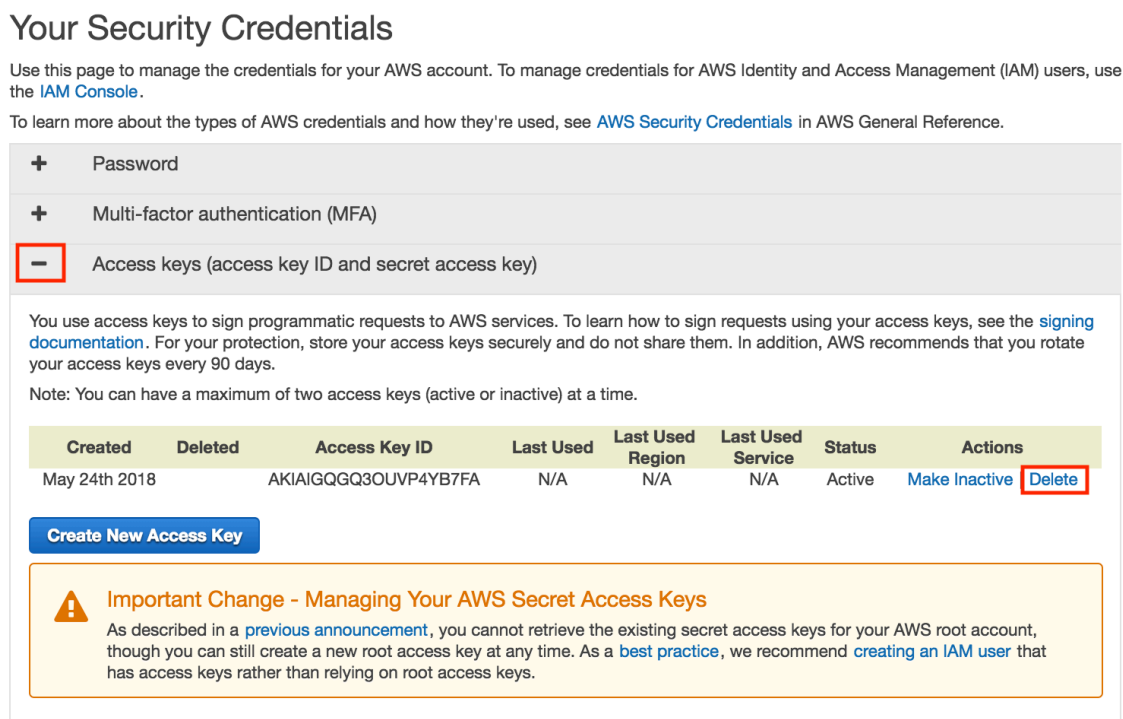 Your Security Credentials
Use this page to manage the credentials for your AWS account. To manage credentials for AWS Identity and Access Management (IAM) users, use
the IAM Console.
To learn more about the types of AWS credentials and how they're used, see AWS Security Credentials in AWS General Reference.
+ Password
+ Multi-factor authentication (MFA)
− Access keys (access key ID and secret access key)
You use access keys to sign programmatic requests to AWS services. To learn how to sign requests using your access keys, see the signing
documentation. For your protection, store your access keys securely and do not share them. In addition, AWS recommends that you rotate
your access keys every 90 days.
Note: You can have a maximum of two access keys (active or inactive) at a time.
Created Deleted Access Key ID Last Used Last Used Region Last Used Service Status Actions
May 24th 2018 AKIAIGQGQ3OUVP4YB7FA N/A N/A N/A Active Make Inactive | Delete
Create New Access Key
Important Change - Managing Your AWS Secret Access Keys
As described in a previous announcement, you cannot retrieve the existing secret access keys for your AWS root account,
though you can still create a new root access key at any time. As a best practice, we recommend creating an IAM user that
has access keys rather than relying on root access keys.